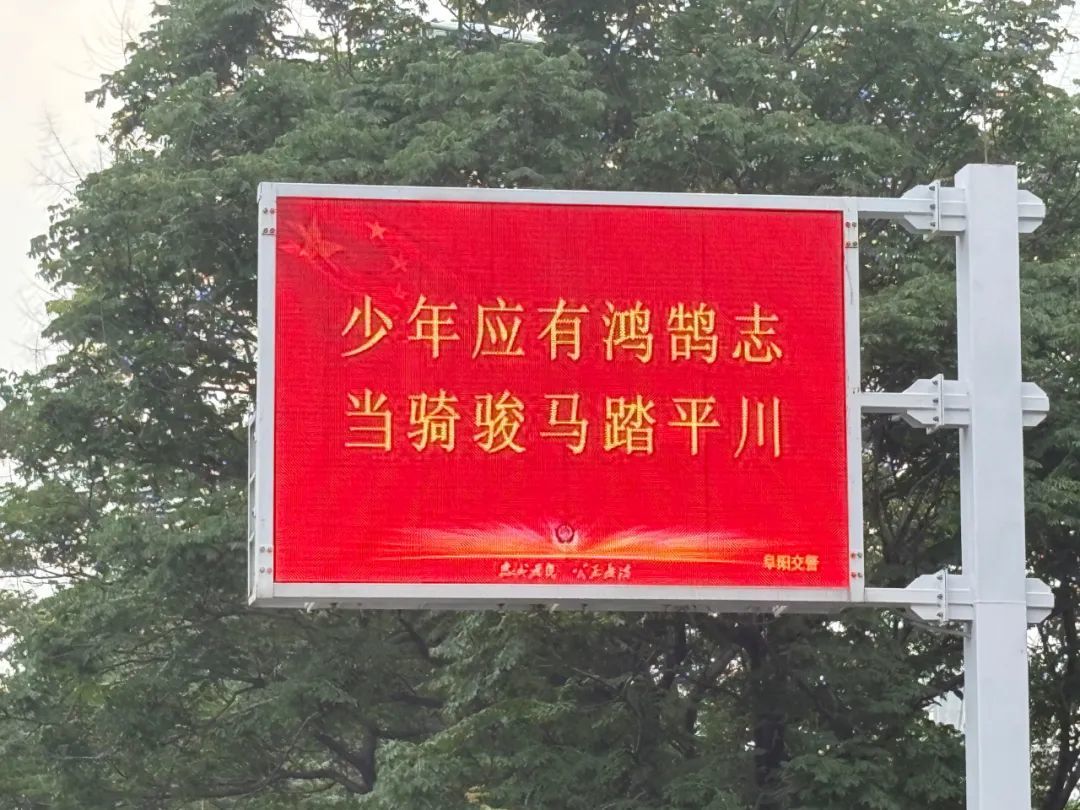 少年应有鸿鹄志
当骑骏马踏平川
阜阳交警